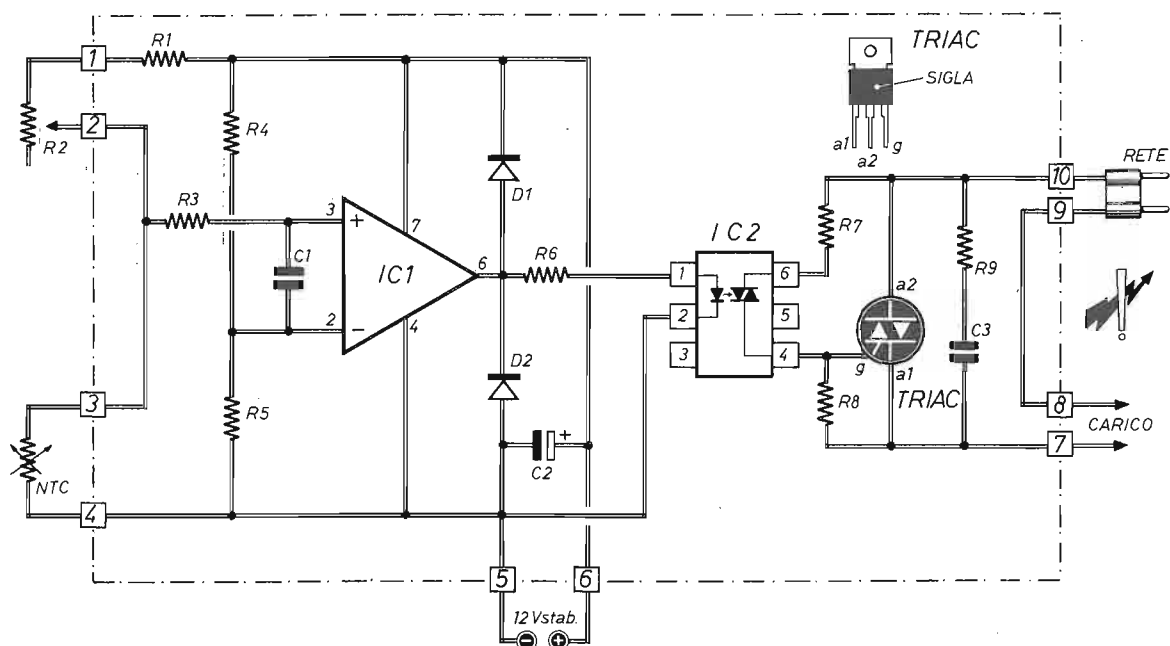 1
R1
R2
2
R3
R4
3
+
C1
2
−
IC1
7
6
4
D1
R6
D2
R5
3
NTC
4
C2
+
5
6
12 Vstab.
−
+
IC2
1
2
3
6
5
4
TRIAC
SIGLA
a1
a2
g
R7
R8
a2
g
a1
TRIAC
R9
C3
10
RETE
9
8
CARICO
7